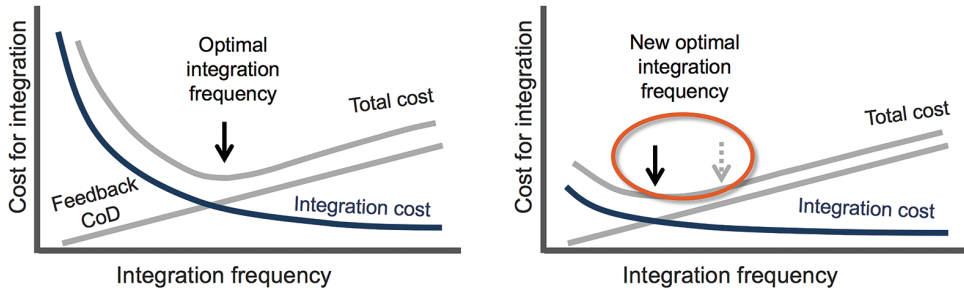 Cost for integration
Optimal
integration
frequency
Total cost
Feedback
CoD
Integration cost
Integration frequency
Cost for integration
New optimal
integration
frequency
Total cost
Integration cost
Integration frequency